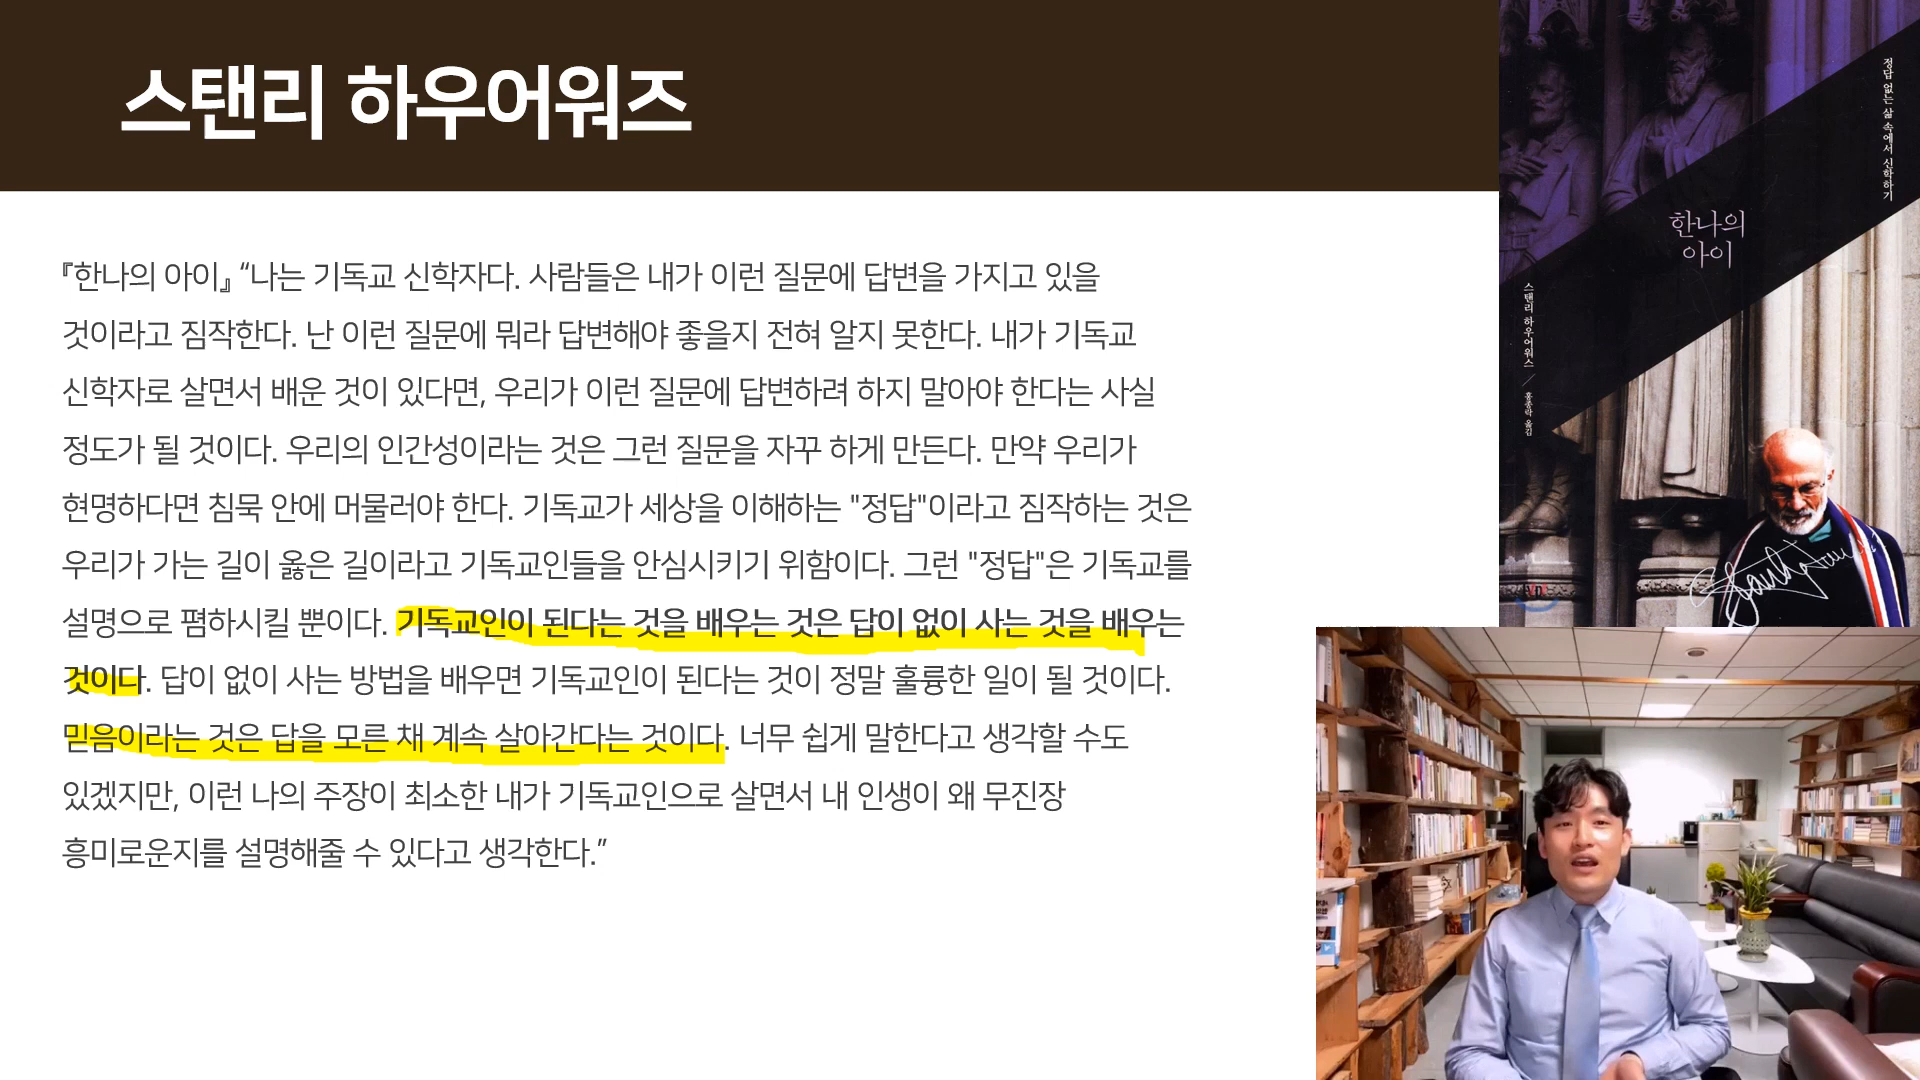 스탠리 하우어워즈
『한나의 아이』 “나는 기독교 신학자다. 사람들은 내가 이런 질문에 답변을 가지고 있을
것이라고 짐작한다. 난 이런 질문에 뭐라 답변해야 좋을지 전혀 알지 못한다. 내가 기독교
신학자로 살면서 배운 것이 있다면, 우리가 이런 질문에 답변하려 하지 말아야 한다는 사실
정도가 될 것이다. 우리의 인간성이라는 것은 그런 질문을 자꾸 하게 만든다. 만약 우리가
현명하다면 침묵 안에 머물러야 한다. 기독교가 세상을 이해하는 "정답"이라고 짐작하는 것은
우리가 가는 길이 옳은 길이라고 기독교인들을 안심시키기 위함이다. 그런 "정답"은 기독교를
설명으로 폄하시킬 뿐이다. 기독교인이 된다는 것을 배우는 것은 답이 없이 사는 것을 배우는
것이다. 답이 없이 사는 방법을 배우면 기독교인이 된다는 것이 정말 훌륭한 일이 될 것이다.
믿음이라는 것은 답을 모른 채 계속 살아간다는 것이다. 너무 쉽게 말한다고 생각할 수도
있겠지만, 이런 나의 주장이 최소한 내가 기독교인으로 살면서 내 인생이 왜 무진장
흥미로운지를 설명해줄 수 있다고 생각한다.”
정답 없는 삶 속에서 신학하기
한나의
아이
스탠리 하우어워스 / 홍종락 옮김